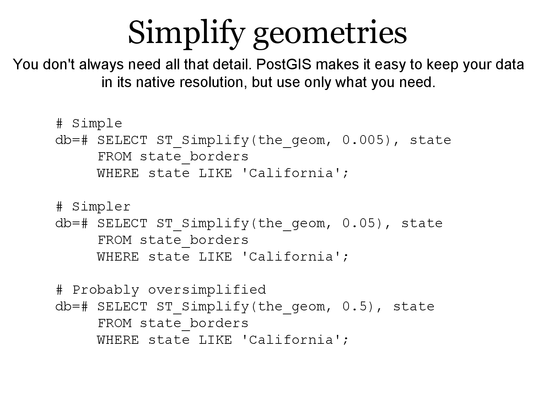 Simplify geometries
You don't always need all that detail. PostGIS makes it easy to keep your data
in its native resolution, but use only what you need.
# Simple
db=# SELECT ST_Simplify(the_geom, 0.005), state
FROM state_borders
WHERE state LIKE 'California';
# Simpler
db=# SELECT ST_Simplify(the_geom, 0.05), state
FROM state_borders
WHERE state LIKE 'California';
# Probably oversimplified
db=# SELECT ST_Simplify(the_geom, 0.5), state
FROM state_borders
WHERE state LIKE 'California';